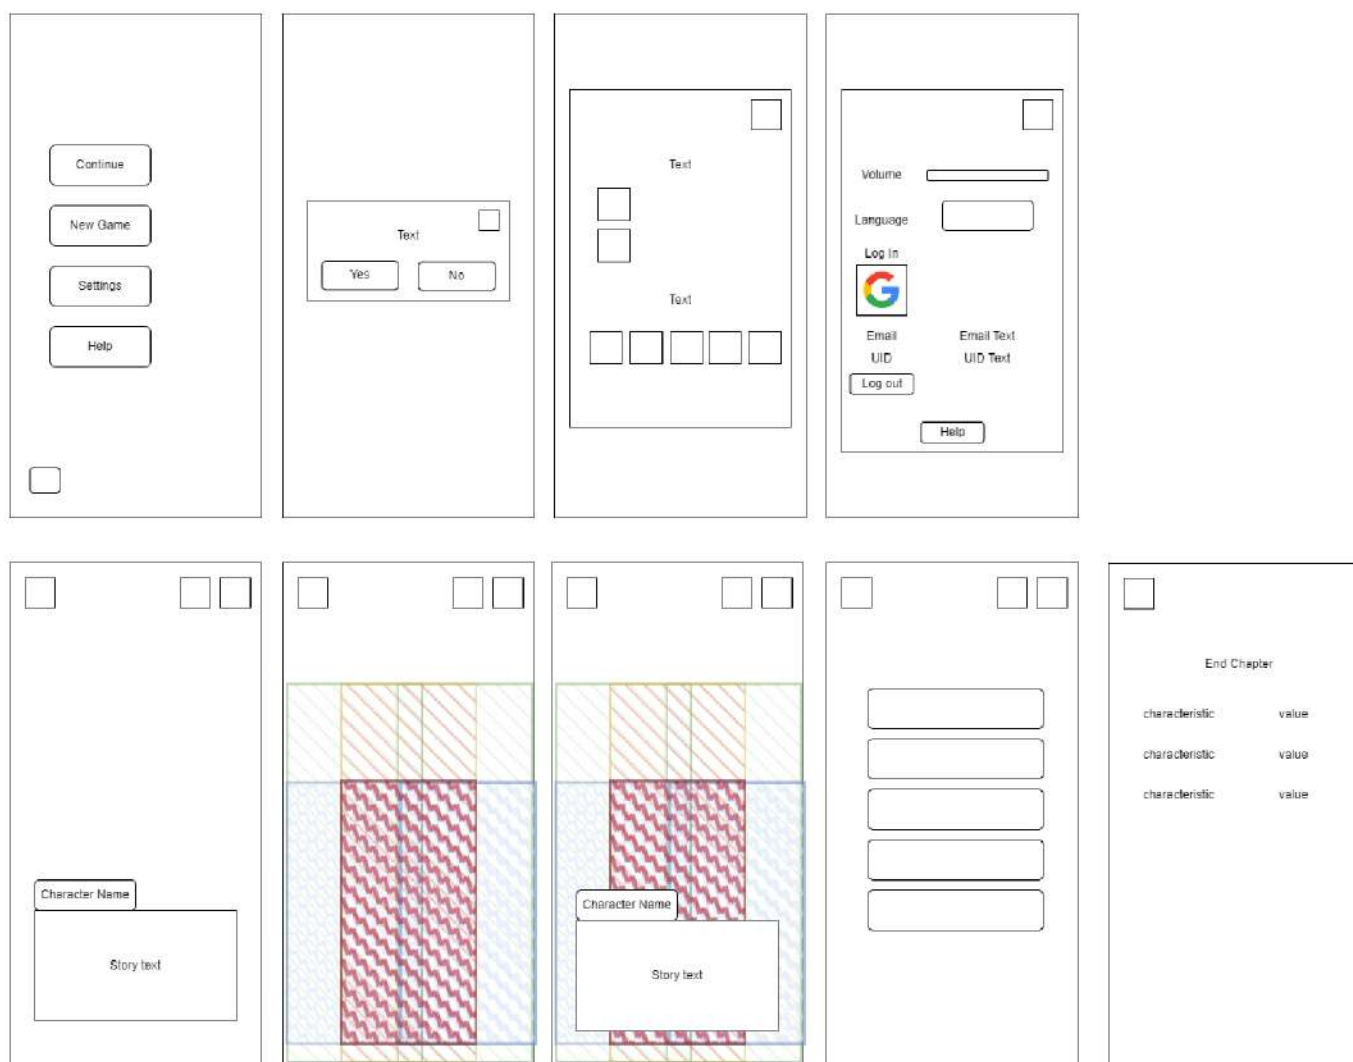 Continue
New Game
Settings
Help
Text
Yes
No
Text
Text
Volume
Language
Log In
G
Email
Email Text
UID
UID Text
Log out
Help
Character Name
Story text
Character Name
Story text
End Chapter
characteristic
value
characteristic
value
characteristic
value